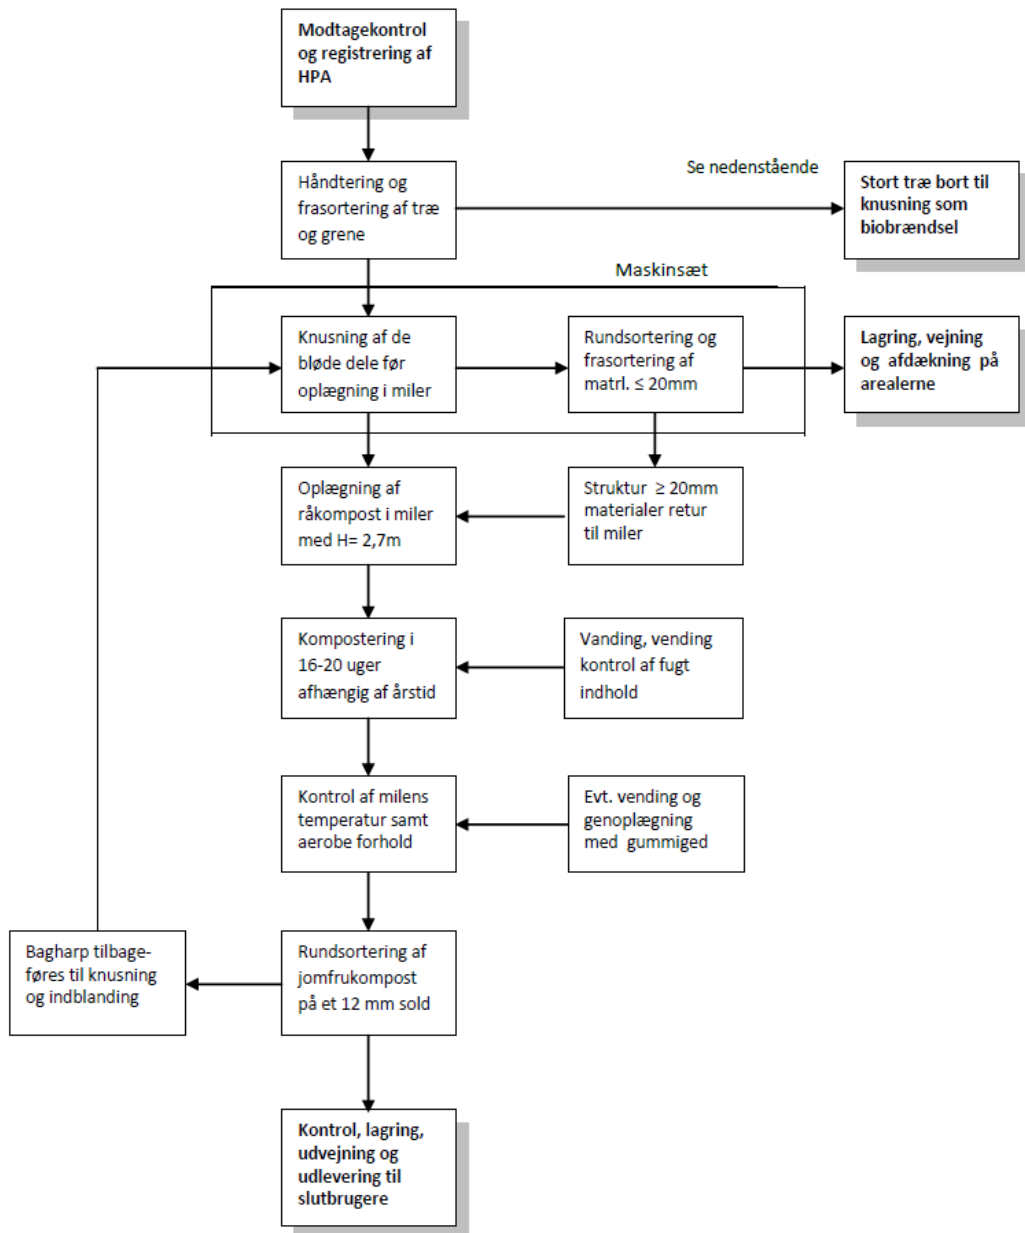 Modtagekontrol
og registrering af
HPA
Håndtering og
frasortering af træ
og grene
Se nedenstående
Stort træ bort til
knusning som
biobrændsel
Maskinsæt
Knusning af de
bløde dele før
oplægning i miler
Rundsortering og
frasortering af
matrl. ≤ 20mm
Lagring, vejning
og afdækning på
arealerne
Oplægning af
råkompost i miler
med H= 2,7m
Struktur ≥ 20mm
materialer retur
til miler
Kompostering i
16-20 uger
afhængig af årstid
Vanding, vending
kontrol af fugt
indhold
Kontrol af milens
temperatur samt
aerobe forhold
Evt. vending og
genoplægning
med gummiged
Bagharp tilbage-
føres til knusning
og indblanding
Rundsortering af
jomfrukompost
på et 12 mm sold
Kontrol, lagring,
udvejning og
udlevering til
slutbrugere